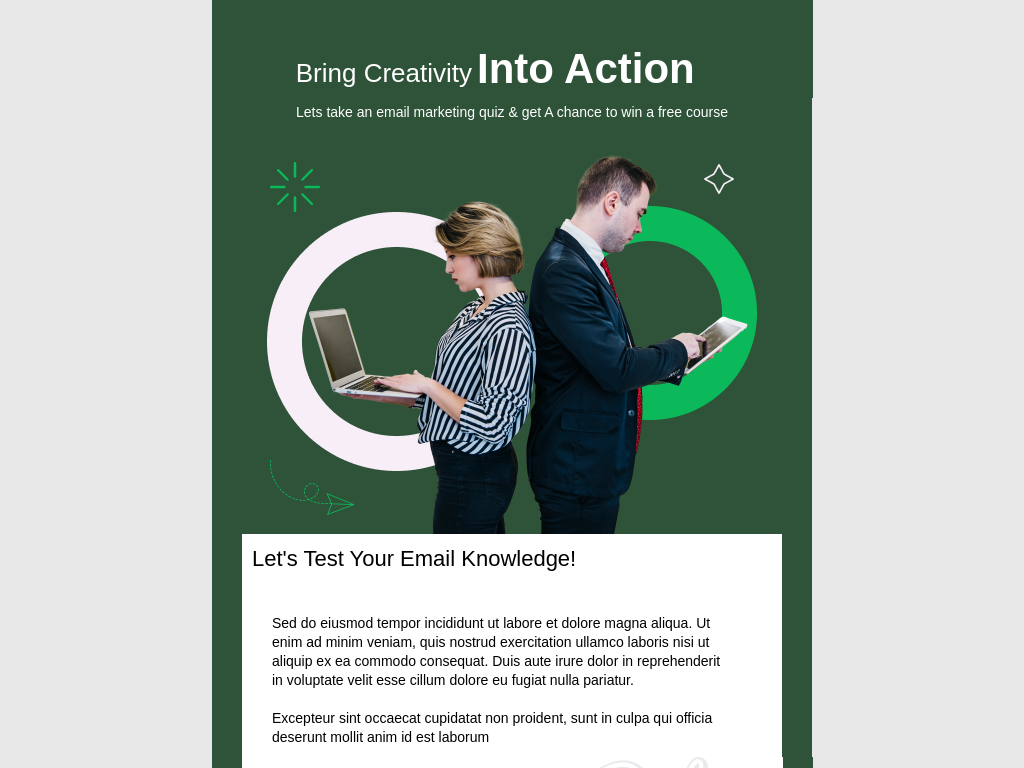 Bring Creativity Into Action
Lets take an email marketing quiz & get A chance to win a free course
Let's Test Your Email Knowledge!
Sed do eiusmod tempor incididunt ut labore et dolore magna aliqua. Ut
enim ad minim veniam, quis nostrud exercitation ullamco laboris nisi ut
aliquip ex ea commodo consequat. Duis aute irure dolor in reprehenderit
in voluptate velit esse cillum dolore eu fugiat nulla pariatur.
Excepteur sint occaecat cupidatat non proident, sunt in culpa qui officia
deserunt mollit anim id est laborum